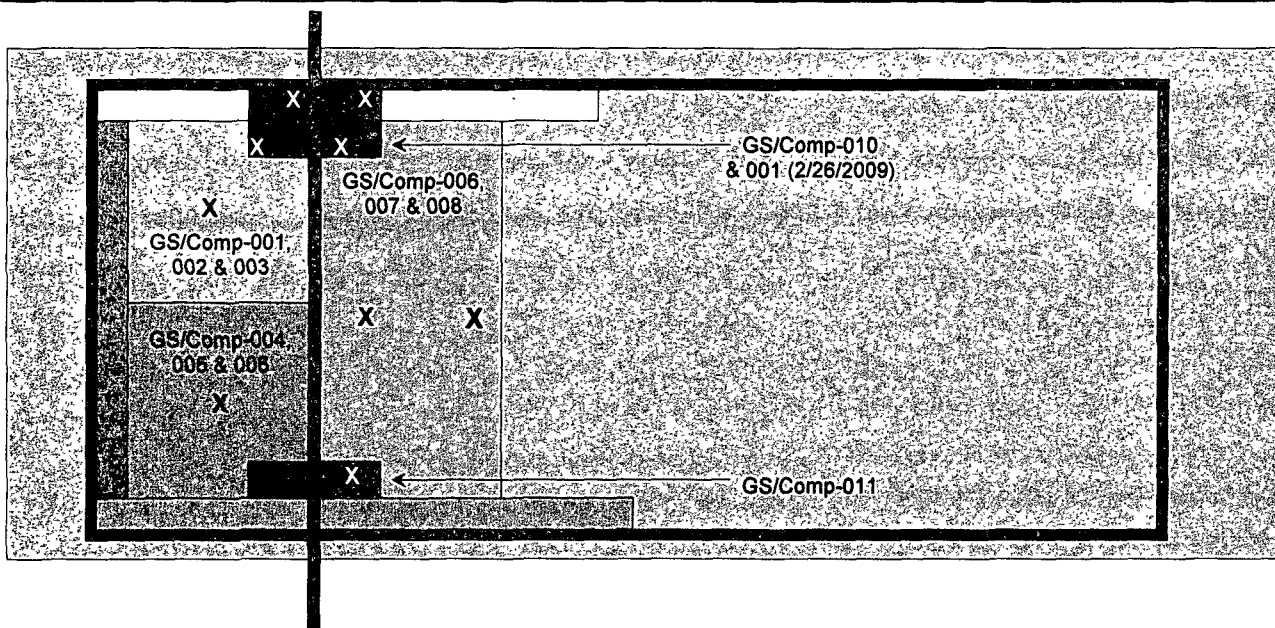 X X
X X
GS/Comp-010
& 001 (2/26/2009)
GS/Comp-006,
007 & 008
X
GS/Comp-001,
002 & 003
X X
GS/Comp-004,
005 & 006
X
X
GS/Comp-011